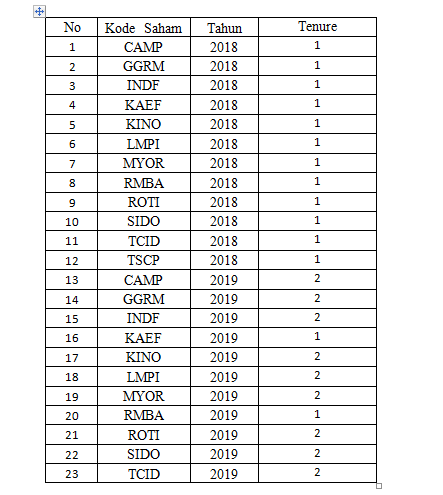 No Kode Saham Tahun Tenure
1 CAMP 2018 1
2 GGRM 2018 1
3 INDF 2018 1
4 KAEF 2018 1
5 KINO 2018 1
6 LMPI 2018 1
7 MYOR 2018 1
8 RMBA 2018 1
9 ROTI 2018 1
10 SIDO 2018 1
11 TCID 2018 1
12 TSCP 2018 1
13 CAMP 2019 2
14 GGRM 2019 2
15 INDF 2019 2
16 KAEF 2019 1
17 KINO 2019 2
18 LMPI 2019 2
19 MYOR 2019 2
20 RMBA 2019 1
21 ROTI 2019 2
22 SIDO 2019 2
23 TCID 2019 2